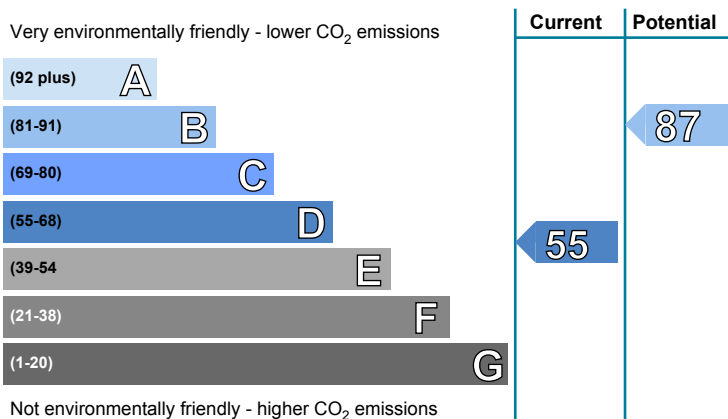 Current Potential
Very environmentally friendly - lower CO2 emissions
(92 plus) A
(81-91) B
87
(69-80) C
(55-68) D
55
(39-54 E
(21-38) F
(1-20) G
Not environmentally friendly - higher CO2 emissions